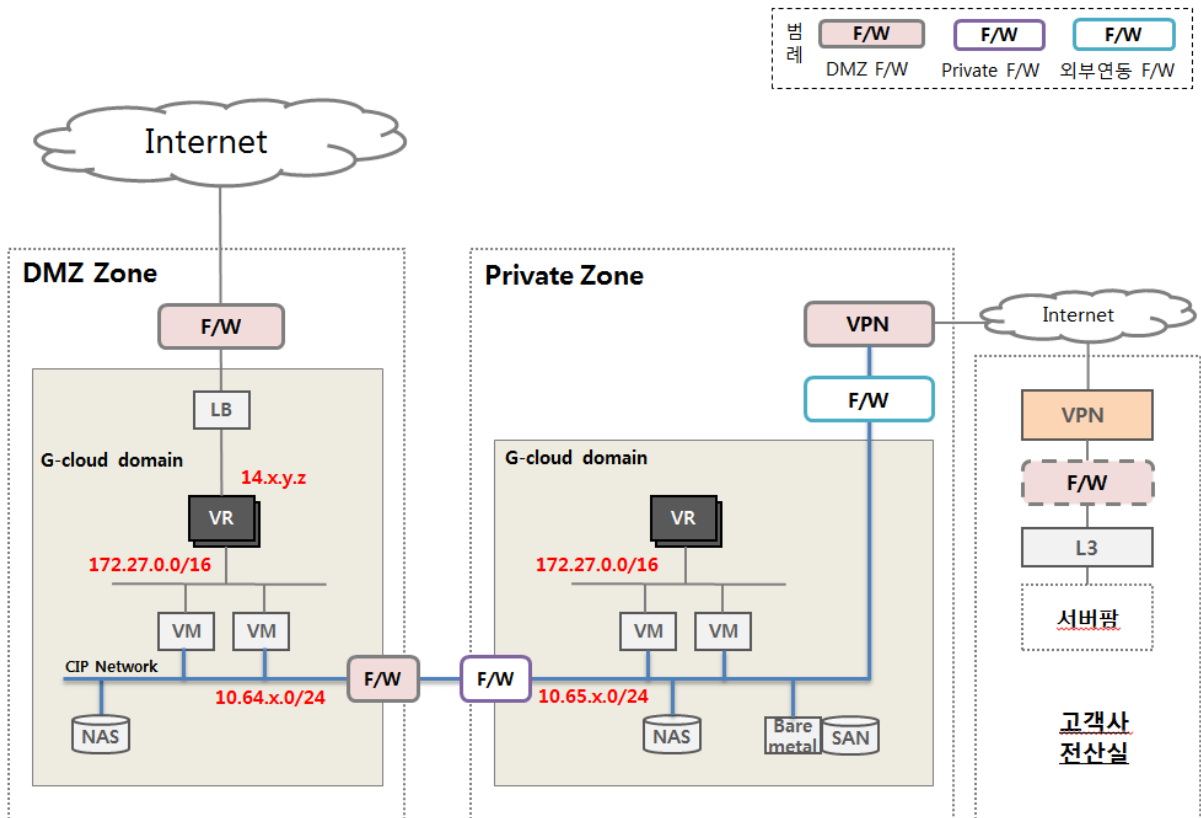 범
례
F/W
F/W
F/W
DMZ F/W
Private F/W
외부연동 F/W
Internet
DMZ Zone
F/W
LB
G-cloud domain
14.x.y.z
VR
172.27.0.0/16
VM
VM
CIP Network
10.64.x.0/24
F/W
NAS
Private Zone
VPN
F/W
G-cloud domain
VR
172.27.0.0/16
VM
VM
F/W
10.65.x.0/24
NAS
Bare
metal
SAN
Internet
VPN
F/W
L3
서버팜
고객사
전산실